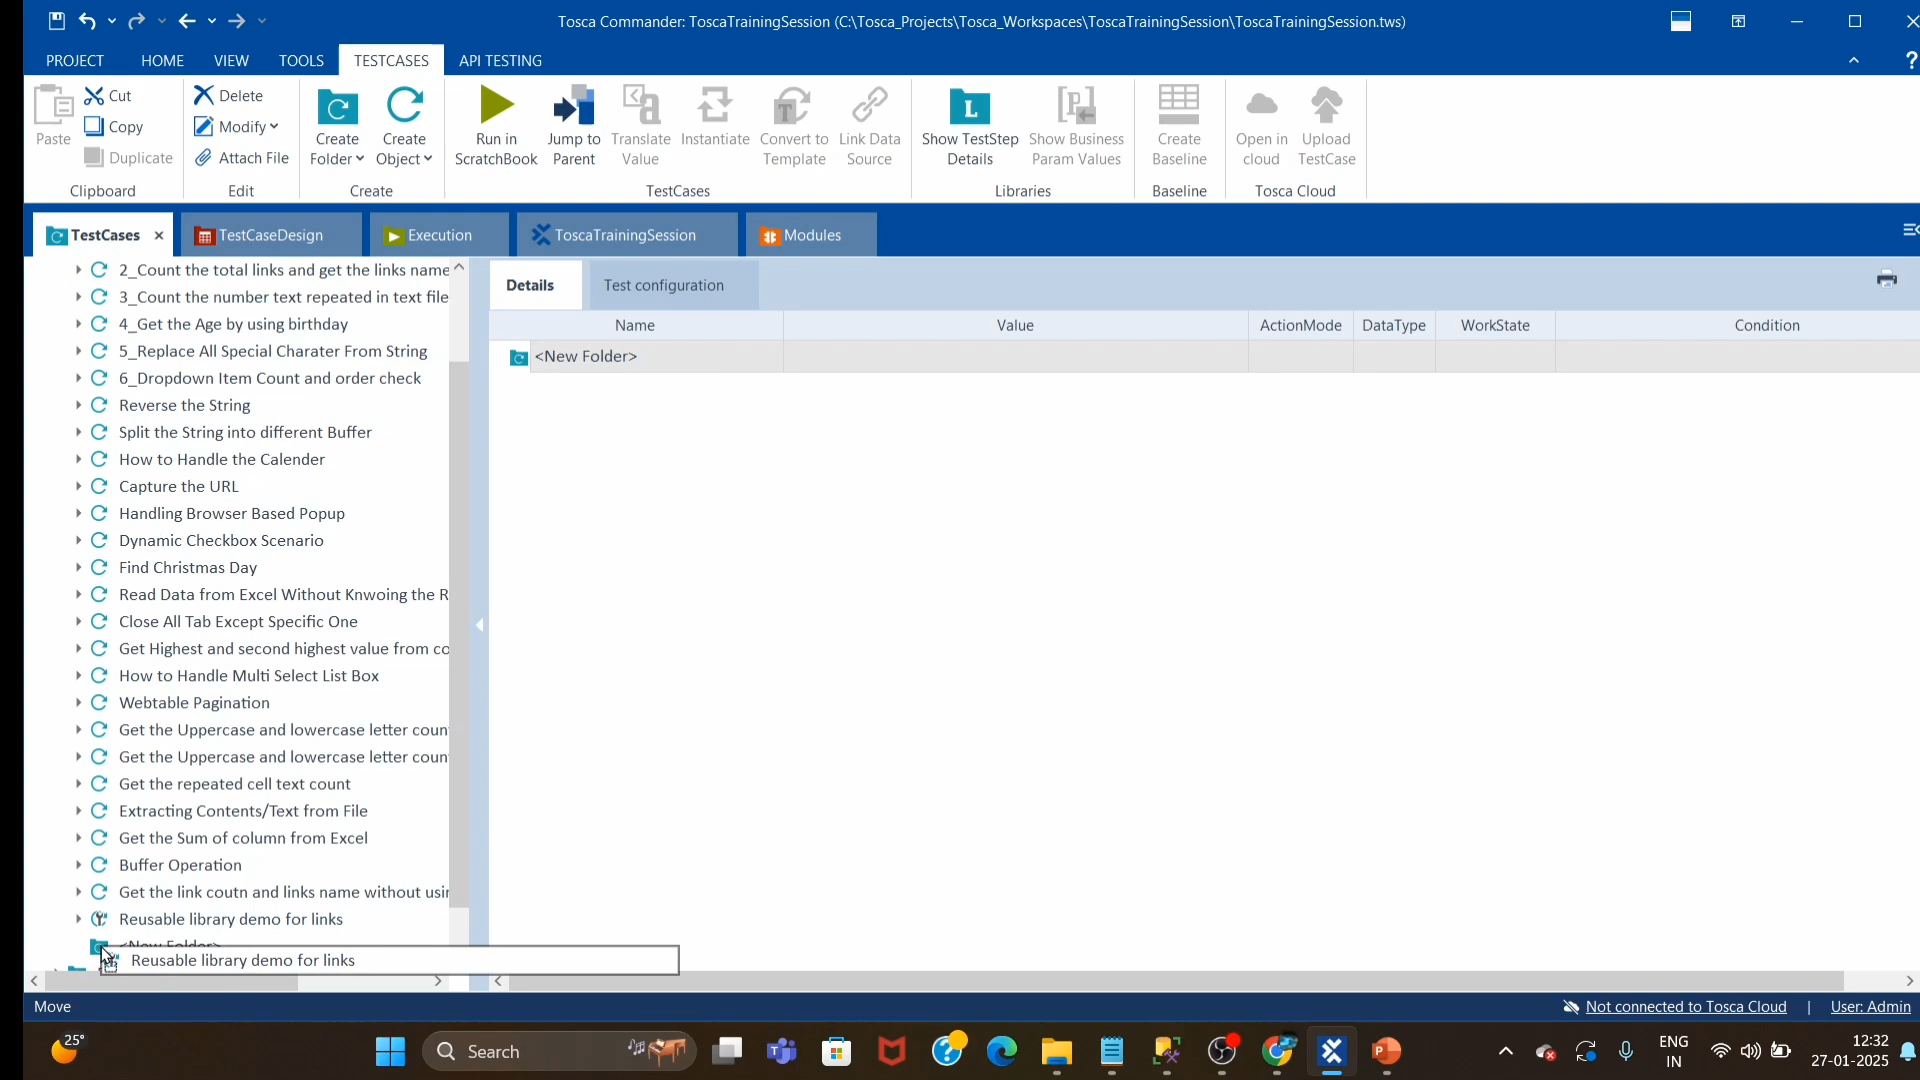 Tosca Commander: ToscaTrainingSession (C:\Tosca_Projects\Tosca_Workspaces\ToscaTrainingSession\ToscaTrainingSession.tws)
PROJECT HOME VIEW TOOLS TESTCASES API TESTING
Paste Cut Copy Duplicate Clipboard
Delete Modify Attach File Edit
Create Folder Create Object Create
Run in ScratchBook Jump to Parent Translate Value Instantiate Convert to Template Link Data Source TestCases
Show TestStep Details Show Business Param Values Libraries
Create Baseline Baseline
Open in cloud Upload TestCase Tosca Cloud
TestCases × TestCaseDesign Execution ToscaTrainingSession Modules
2_Count the total links and get the links name
3_Count the number text repeated in text file
4_Get the Age by using birthday
5_Replace All Special Charater From String
6_Dropdown Item Count and order check
Reverse the String
Split the String into different Buffer
How to Handle the Calender
Capture the URL
Handling Browser Based Popup
Dynamic Checkbox Scenario
Find Christmas Day
Read Data from Excel Without Knwoing the R
Close All Tab Except Specific One
Get Highest and second highest value from co
How to Handle Multi Select List Box
Webtable Pagination
Get the Uppercase and lowercase letter coun
Get the Uppercase and lowercase letter coun
Get the repeated cell text count
Extracting Contents/Text from File
Get the Sum of column from Excel
Buffer Operation
Get the link coutn and links name without usin
Reusable library demo for links
<New Folder>
Reusable library demo for links
Details Test configuration
Name Value ActionMode DataType WorkState Condition
<New Folder>
Move Not connected to Tosca Cloud | User: Admin
25° Search ENG IN 12:32 27-01-2025